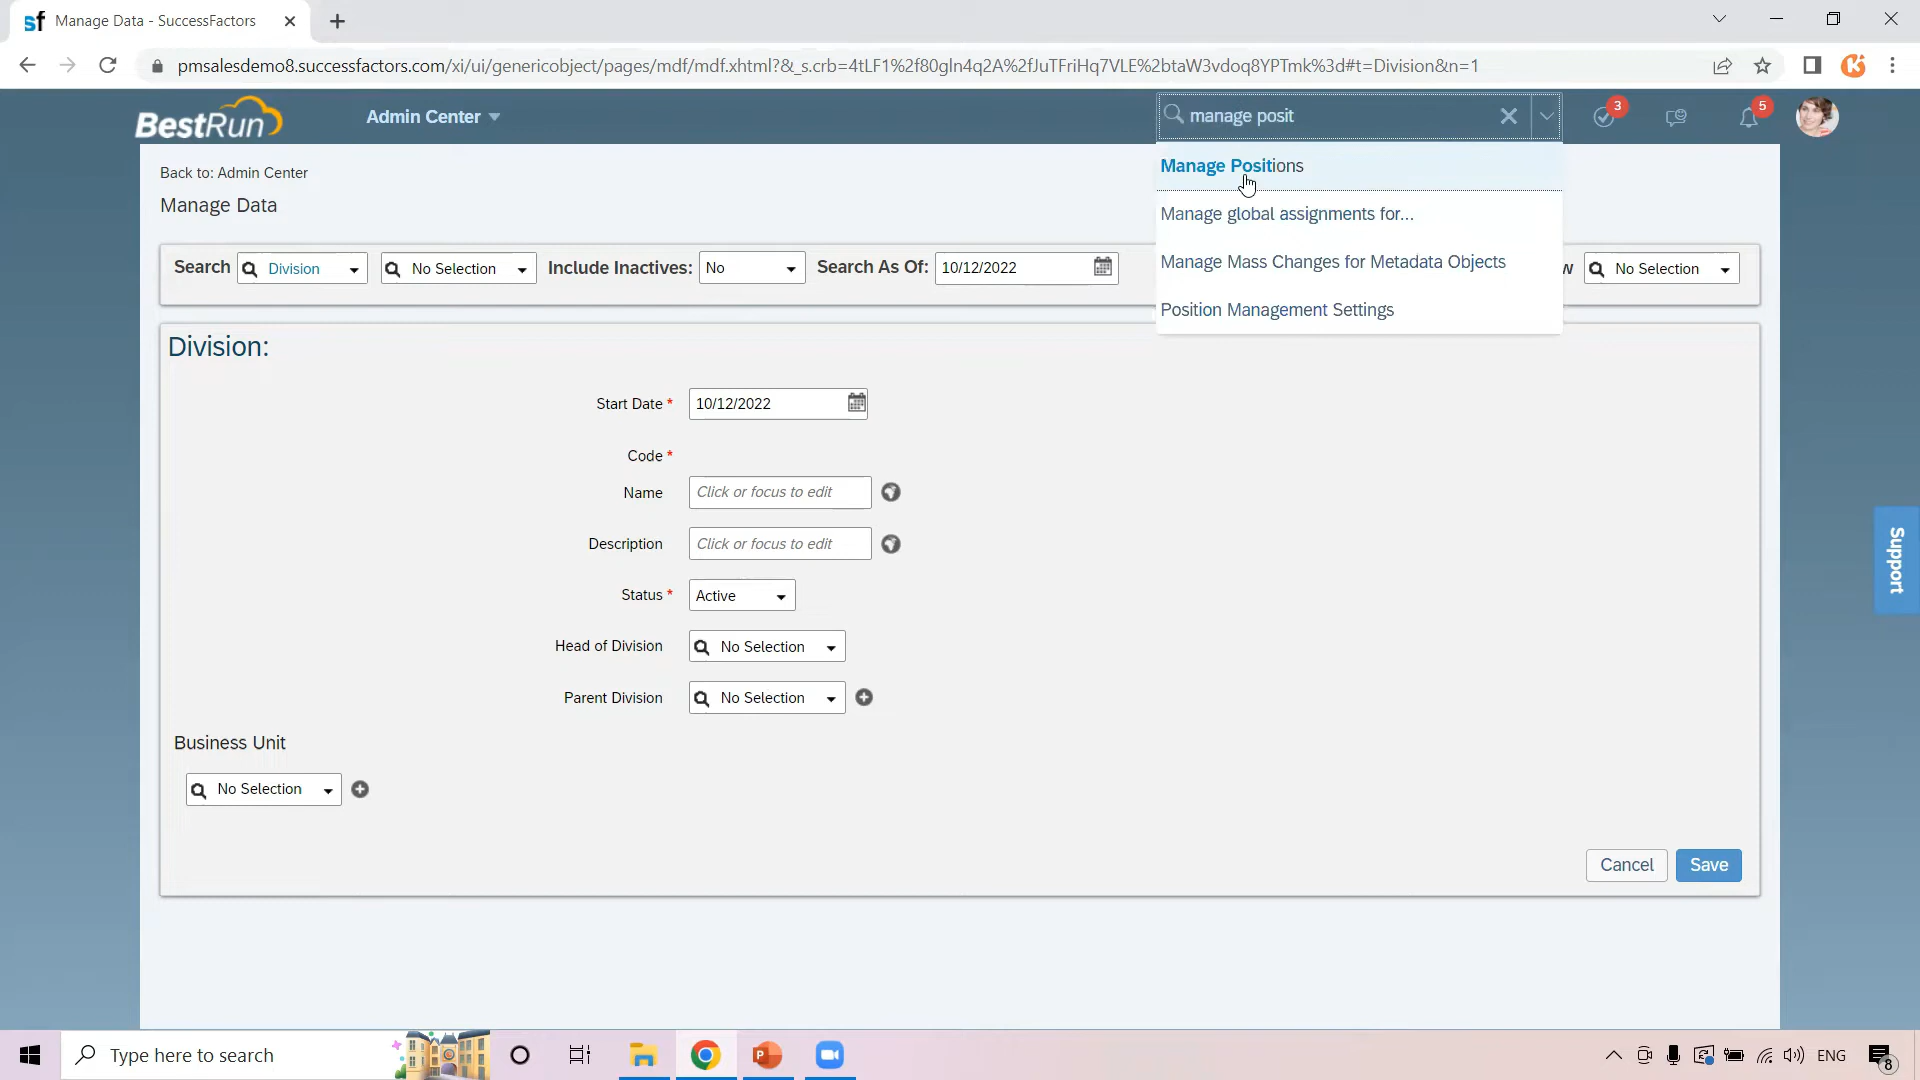 sf Manage Data - SuccessFactors
pmsalesdemo8.successfactors.com/xi/ui/genericobject/pages/mdf/mdf.xhtml?&_s.crb=4tLF1%2f80gln4q2A%2fJuTFriHq7VLE%2btaW3vdoq8YPTmk%3d#t=Division&n=1
BestRun Admin Center manage posit 3 5
Back to: Admin Center
Manage Data
Manage Positions
Manage global assignments for...
Manage Mass Changes for Metadata Objects
Position Management Settings
Search Division No Selection Include Inactives: No Search As Of: 10/12/2022 No Selection
Division:
Start Date * 10/12/2022
Code *
Name Click or focus to edit
Description Click or focus to edit
Status * Active
Head of Division No Selection
Parent Division No Selection
Business Unit
No Selection
Cancel Save
Support
Type here to search
ENG 8